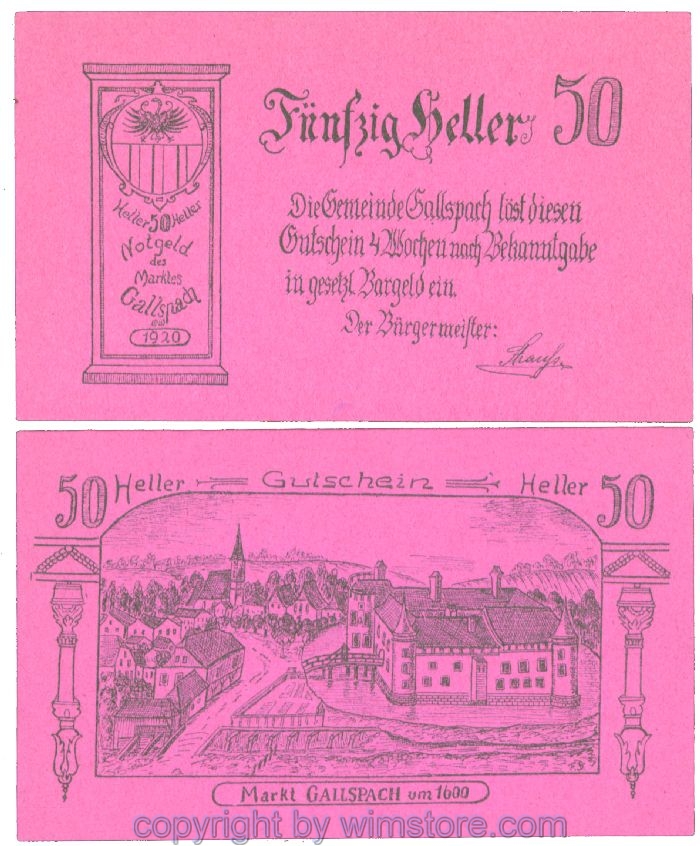 Fünfzig Heller 50
Heller 50 Heller
Notgeld
des
Marktes
Gallspach
1920
Die Gemeinde Gallspach löst diesen
Gutschein 4 Wochen nach Bekanntgabe
in gesetzl. Bargeld ein.
Der Bürgermeister:
50 Heller Gutschein Heller 50
Markt GALLSPACH um 1600
copyright by wimstore.com